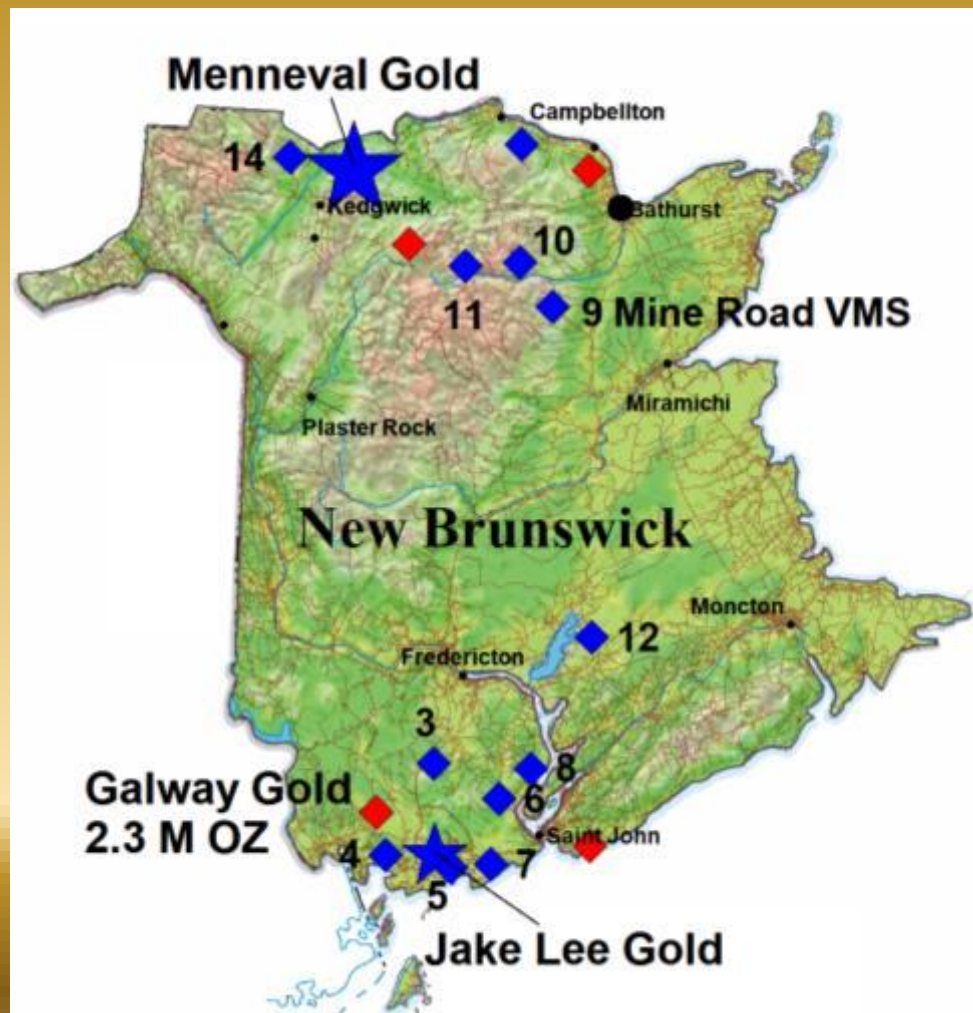 Menneval Gold
Campbellton
14
Kedgwick
Bathurst
10
11
9 Mine Road VMS
Miramichi
Plaster Rock
New Brunswick
Moncton
12
Fredericton
3
8
Galway Gold
2.3 M OZ
6
Saint John
4
7
5
Jake Lee Gold